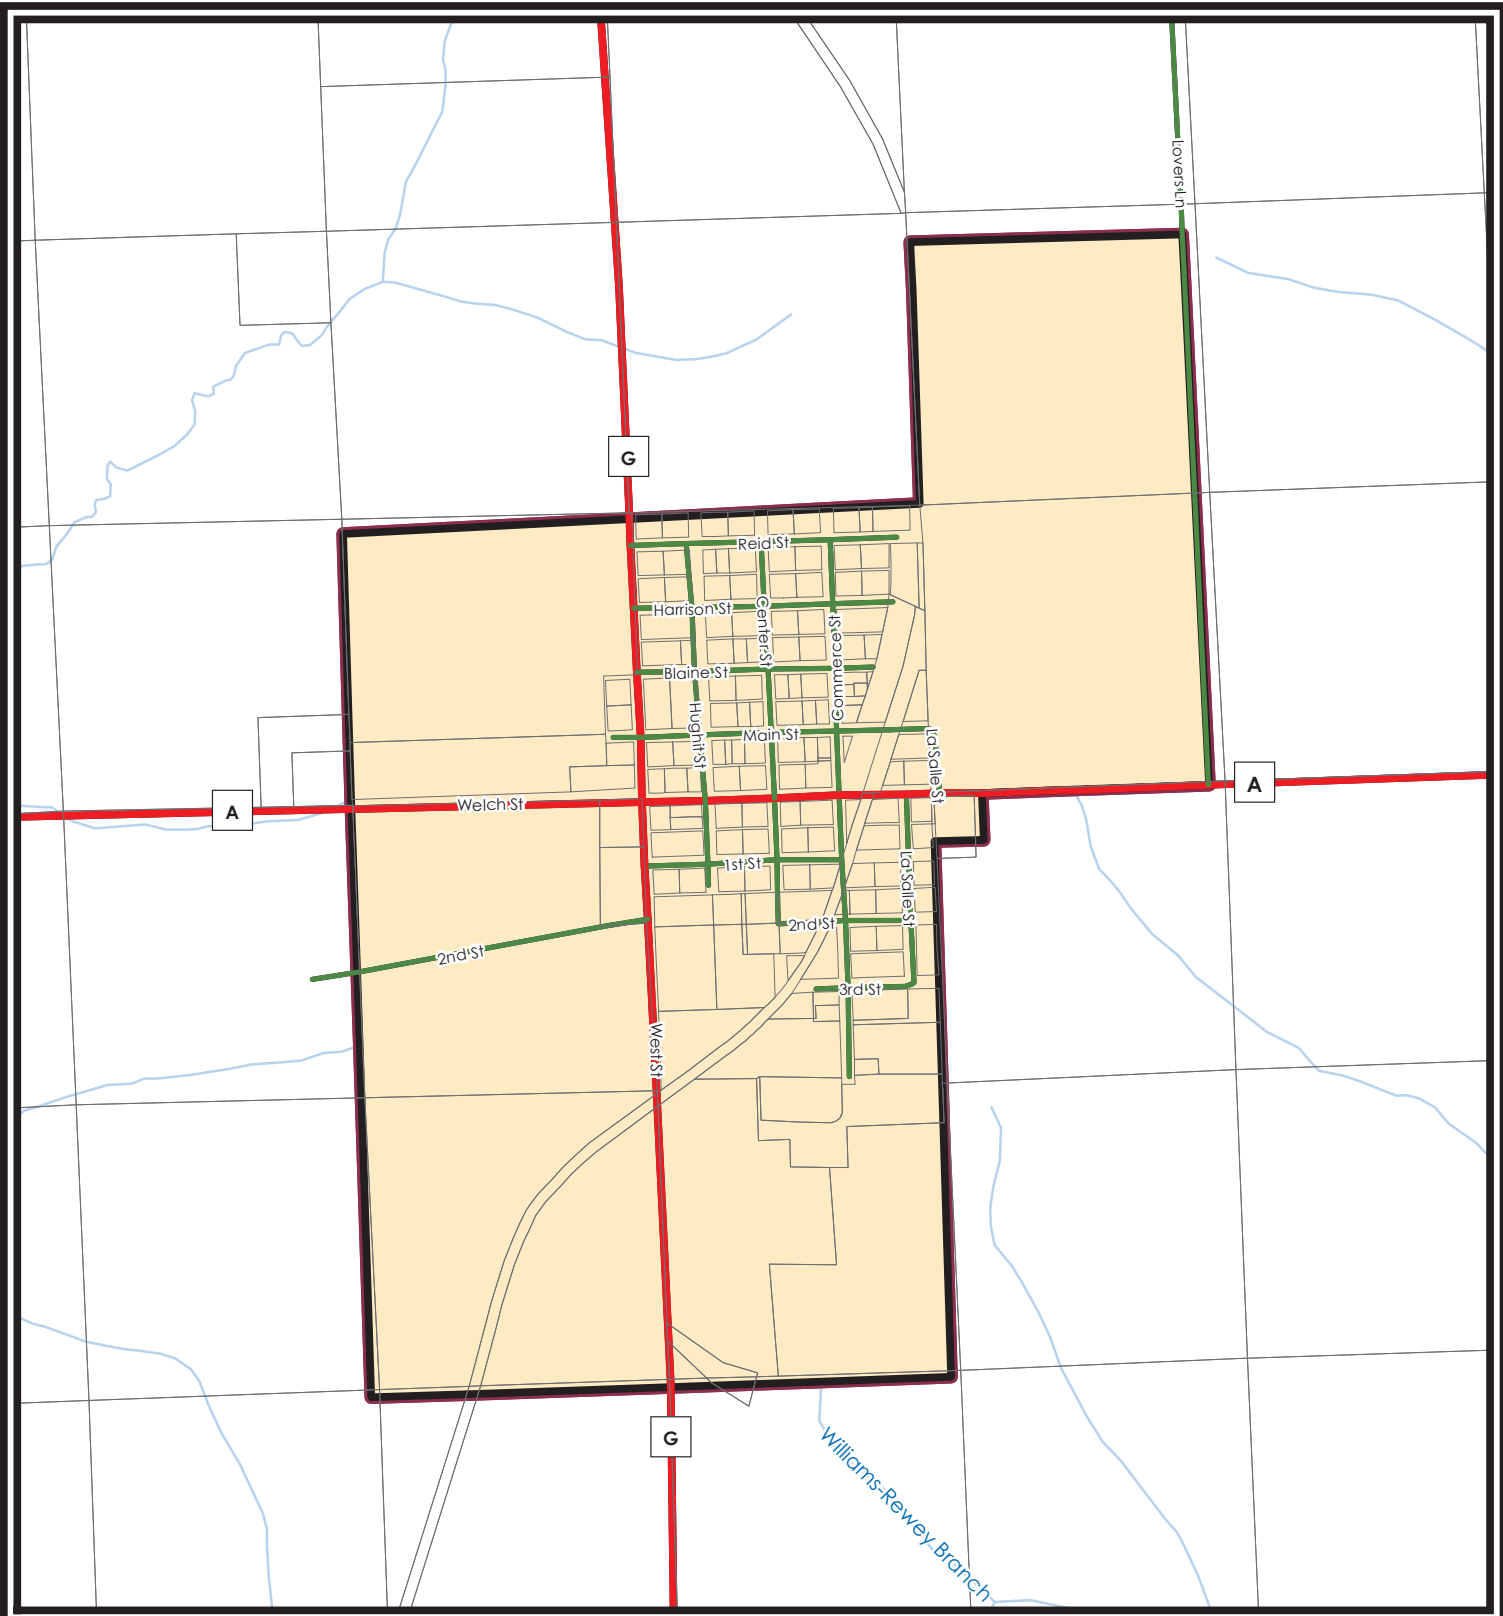 Lovers Ln
G
Reid St
Harrison St
Center St
Commerce St
Blaine St
Hughit St
Main St
La Salle St
A
Welch St
A
1st St
La Salle St
2nd St
2nd St
3rd St
West St
G
Williams-Rewey Branch